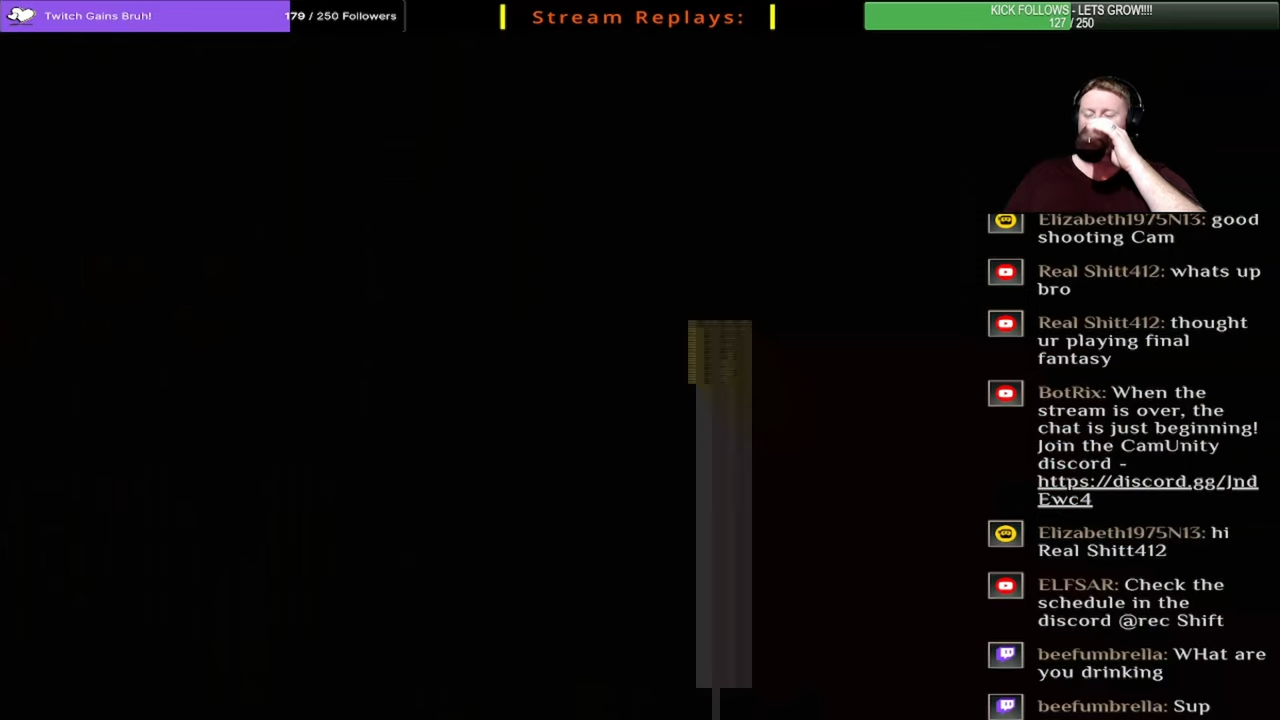 Twitch Gains Bruh!
179 / 250 Followers
Stream Replays:
KICK FOLLOWS - LETS GROW!!!!
127 / 250
Elizabeth1975N13: good
shooting Cam
Real Shitt412: whats up
bro
Real Shitt412: thought
ur playing final
fantasy
BotRix: When the
stream is over, the
chat is just beginning!
Join the CamUnity
discord -
https://discord.gg/Jnd
Ewc4
Elizabeth1975N13: hi
Real Shitt412
ELFSAR: Check the
schedule in the
discord @rec Shift
beefumbrella: WHat are
you drinking
beefumbrella: Sup